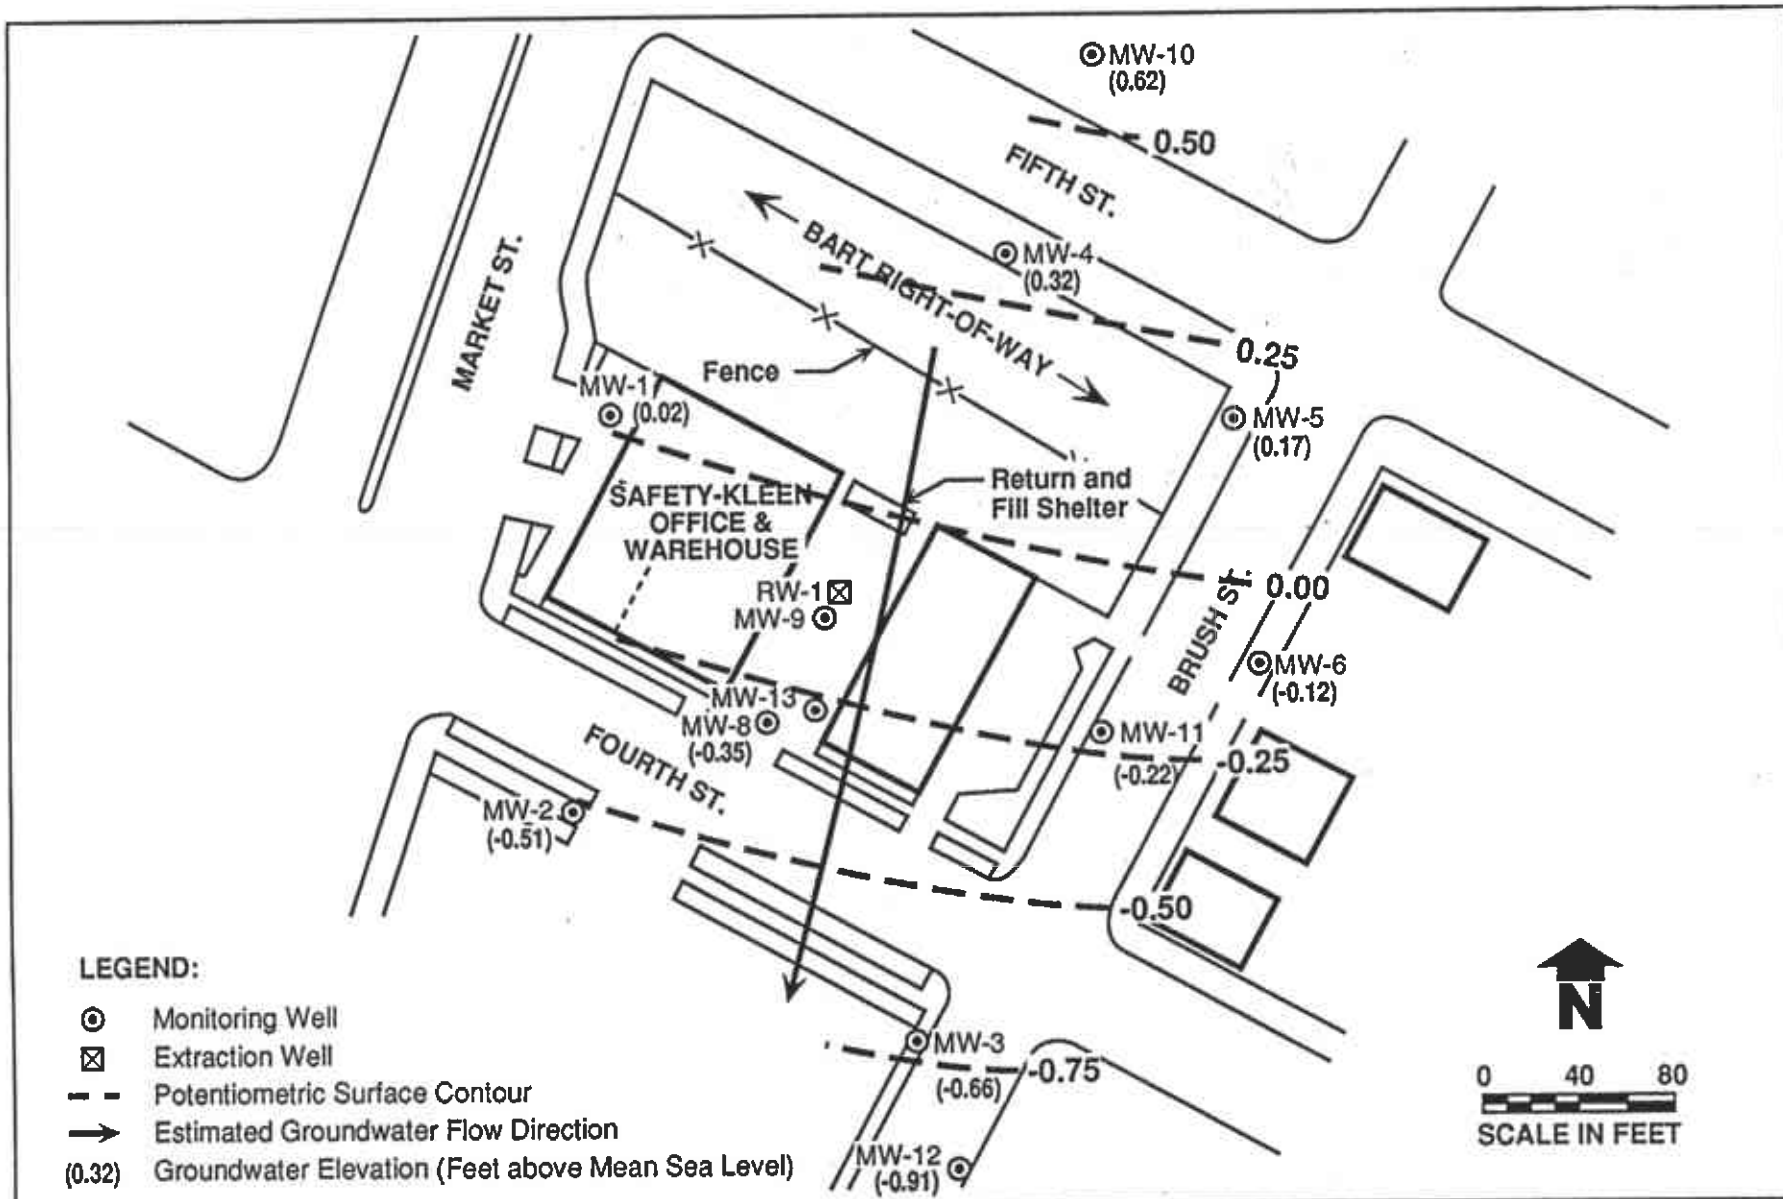 MW-10
(0.62)
0.50
FIFTH ST.
BART RIGHT-OF-WAY
MW-4
(0.32)
0.25
MARKET ST.
Fence
MW-1
(0.02)
MW-5
(0.17)
Return and
Fill Shelter
SAFETY-KLEEN
OFFICE &
WAREHOUSE
RW-1
MW-9
0.00
BRUSH ST.
MW-6
(-0.12)
MW-13
MW-8
(-0.35)
MW-11
(-0.22)
-0.25
FOURTH ST.
MW-2
(-0.51)
-0.50
MW-3
(-0.66)
-0.75
MW-12
(-0.91)
LEGEND:
Monitoring Well
Extraction Well
Potentiometric Surface Contour
Estimated Groundwater Flow Direction
(0.32) Groundwater Elevation (Feet above Mean Sea Level)
N
0 40 80
SCALE IN FEET